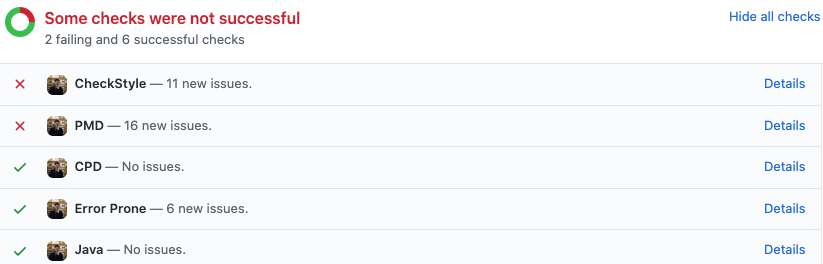 Some checks were not successful
Hide all checks
2 failing and 6 successful checks
CheckStyle — 11 new issues. Details
PMD — 16 new issues. Details
CPD — No issues. Details
Error Prone — 6 new issues. Details
Java — No issues. Details